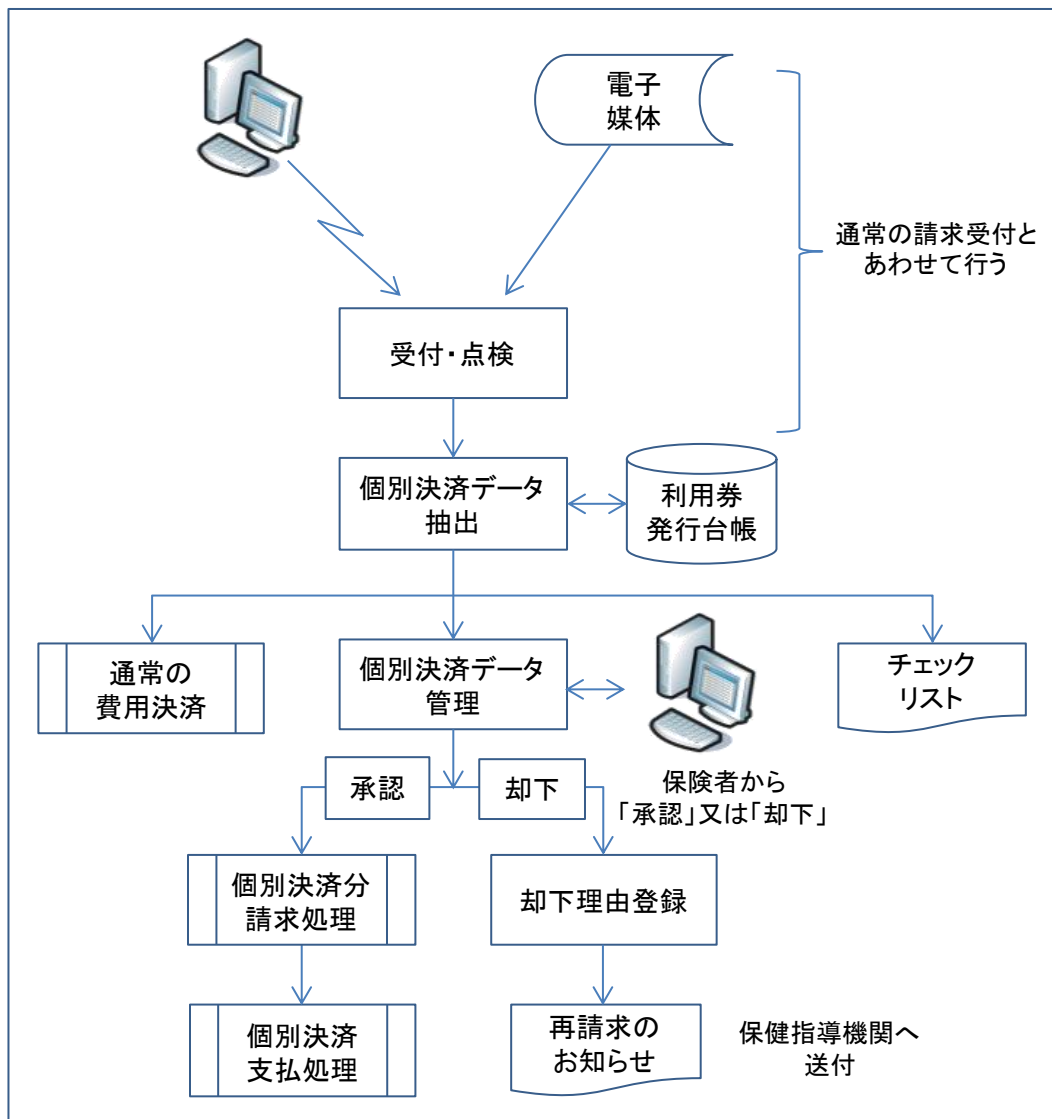 電子
媒体
通常の請求受付と
あわせて行う
受付・点検
個別決済データ
抽出
利用券
発行台帳
通常の
費用決済
個別決済データ
管理
チェック
リスト
承認
却下
保険者から
「承認」又は「却下」
個別決済分
請求処理
却下理由登録
個別決済
支払処理
再請求の
お知らせ
保健指導機関へ
送付